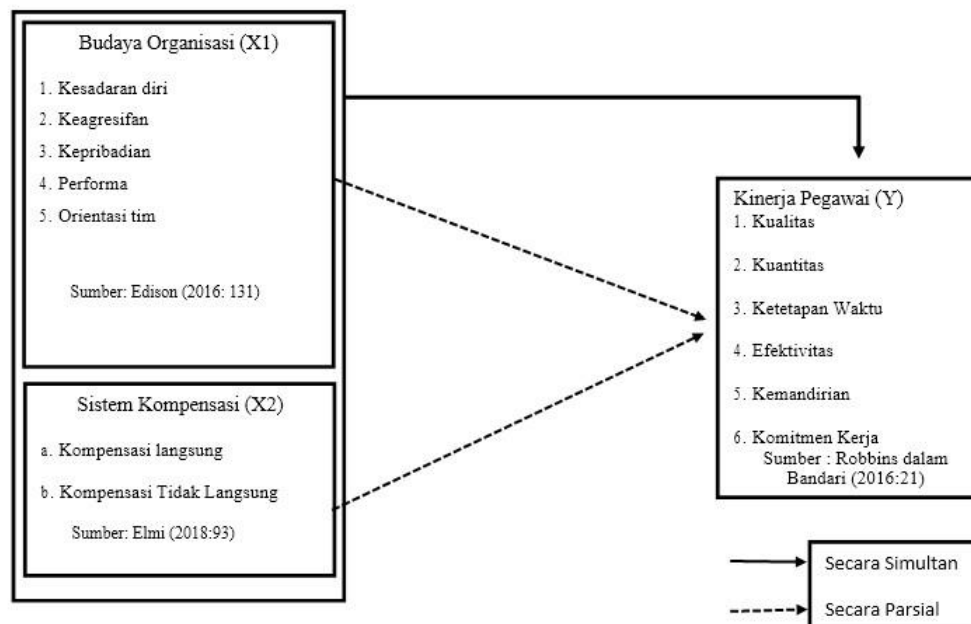 Budaya Organisasi (X1)
1. Kesadaran diri
2. Keagresifan
3. Kepribadian
4. Performa
5. Orientasi tim
Sumber: Edison (2016: 131)
Sistem Kompensasi (X2)
a. Kompensasi langsung
b. Kompensasi Tidak Langsung
Sumber: Elmi (2018:93)
Kinerja Pegawai (Y)
1. Kualitas
2. Kuantitas
3. Ketetapan Waktu
4. Efektivitas
5. Kemandirian
6. Komitmen Kerja
Sumber : Robbins dalam
Bandari (2016:21)
Secara Simultan
Secara Parsial